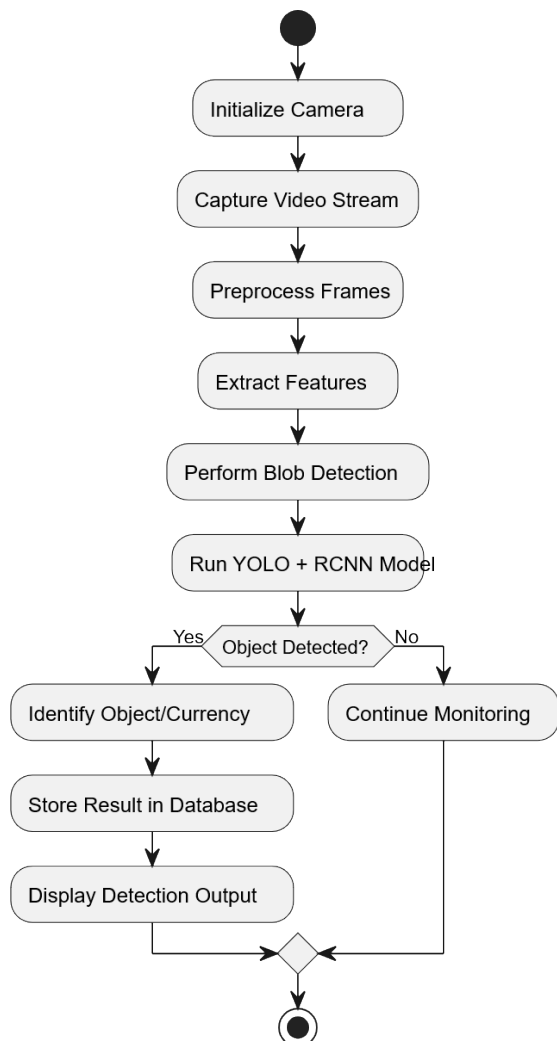 Initialize Camera
Capture Video Stream
Preprocess Frames
Extract Features
Perform Blob Detection
Run YOLO + RCNN Model
Yes
Object Detected?
No
Identify Object/Currency
Continue Monitoring
Store Result in Database
Display Detection Output